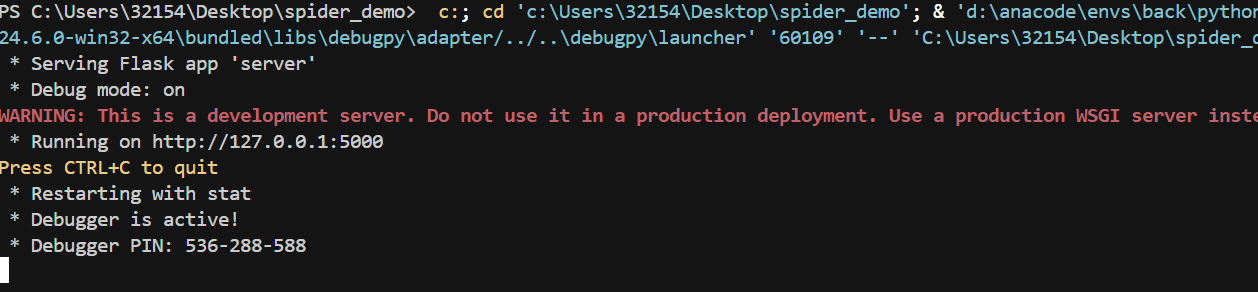 PS C:\Users\32154\Desktop\spider_demo>  c:; cd 'c:\Users\32154\Desktop\spider_demo'; & 'd:\anacode\envs\back\python
24.6.0-win32-x64\bundled\libs\debugpy\adapter/../..\debugpy\launcher' '60109' '--' 'C:\Users\32154\Desktop\spider_d
 * Serving Flask app 'server'
 * Debug mode: on
WARNING: This is a development server. Do not use it in a production deployment. Use a production WSGI server inste
 * Running on http://127.0.0.1:5000
Press CTRL+C to quit
 * Restarting with stat
 * Debugger is active!
 * Debugger PIN: 536-288-588